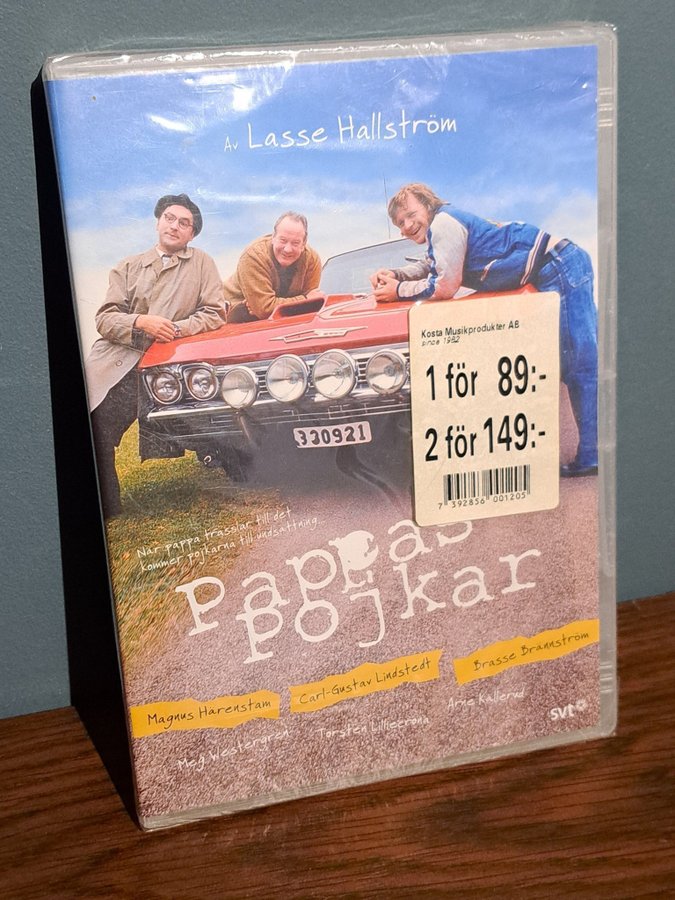 Av Lasse Hallström
Kosta Musikprodukter AB
since 1982
1 för 89:-
2 för 149:-
7 392856 001205
330921
När pappa trasslar till det
kommer pojkarna till undsättning...
pappas
pojkar
Magnus Härenstam
Carl-Gustav Lindstedt
Brasse Brännström
Meg Westergren
Torsten Lilliecrona
Arne Källerud
svt